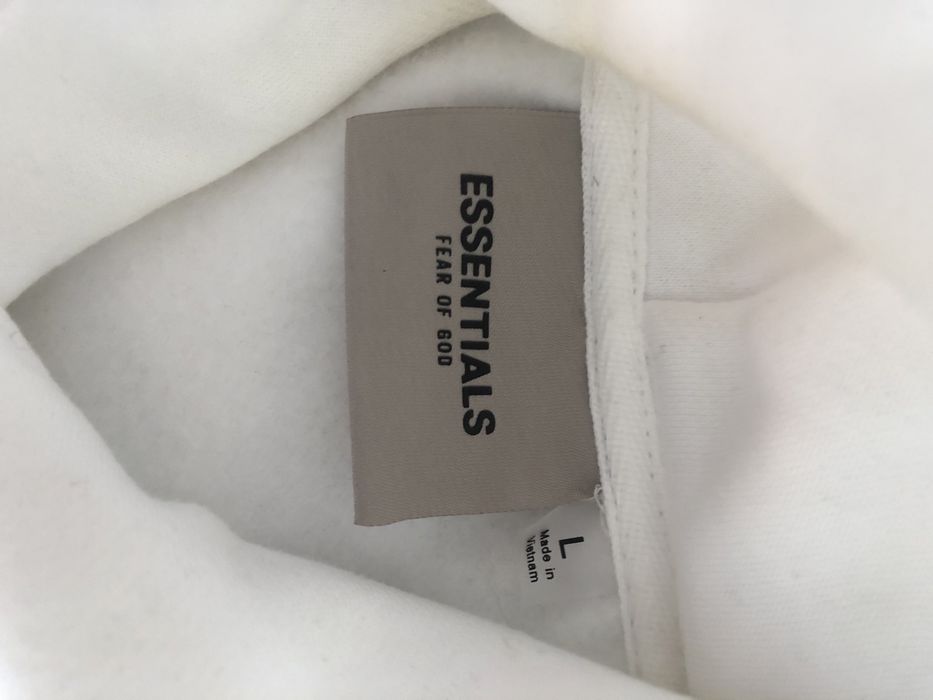 ESSENTIALS
FEAR OF GOD
L
Made in
Vietnam